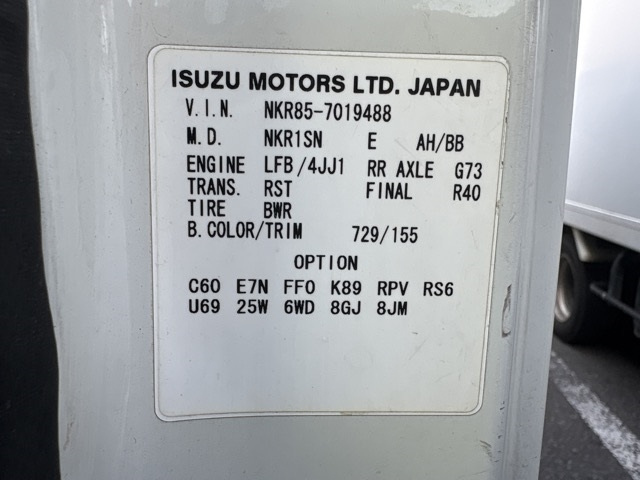 ISUZU MOTORS LTD. JAPAN
V.I.N. NKR85-7019488
M.D. NKR1SN E AH/BB
ENGINE LFB/4JJ1 RR AXLE G73
TRANS. RST FINAL R40
TIRE BWR
B.COLOR/TRIM 729/155
OPTION
C60 E7N FF0 K89 RPV RS6
U69 25W 6WD 8GJ 8JM